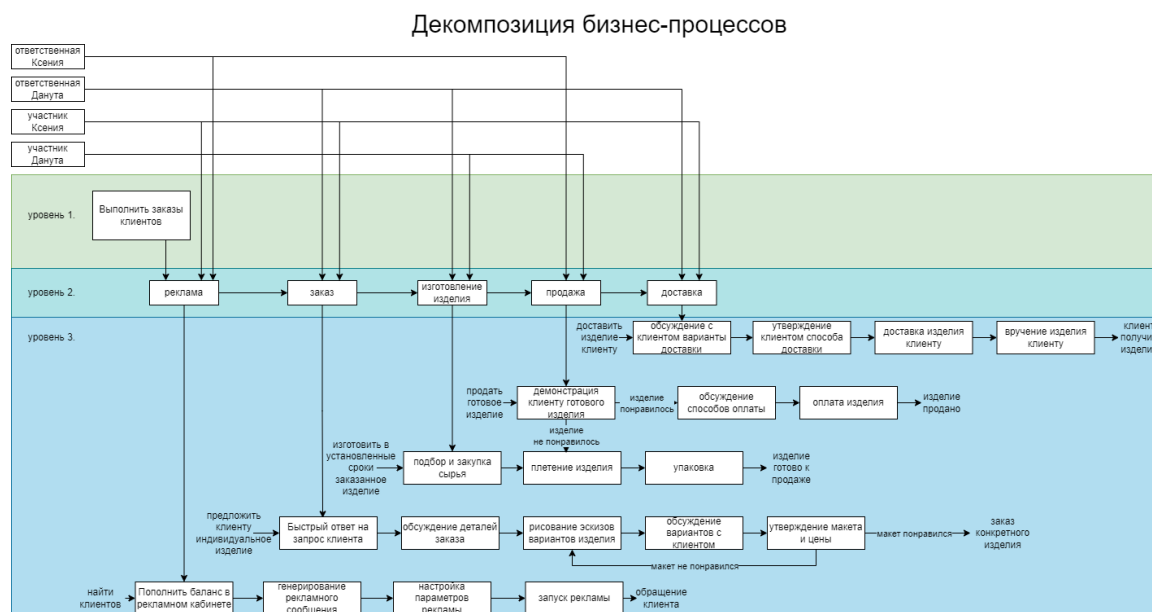 Декомпозиция бизнес-процессов
ответственная
Ксения
ответственная
Данута
участник
Ксения
участник
Данута
уровень 1.
Выполнить заказы
клиентов
уровень 2.
реклама
заказ
изготовление
изделия
продажа
доставка
уровень 3.
доставить
изделие
клиенту
обсуждение с
клиентом варианты
доставки
утверждение
клиентом способа
доставки
доставка изделия
клиенту
вручение изделия
клиенту
клиен
получи
издели
продать
готовое
изделие
демонстрация
клиенту готового
изделия
изделие
понравилось
обсуждение
способов оплаты
оплата изделия
изделие
продано
изделие
не понравилось
изготовить в
установленные
сроки
заказанное
изделие
подбор и закупка
сырья
плетение изделия
упаковка
изделие
готово к
продаже
предложить
клиенту
индивидуальное
изделие
Быстрый ответ на
запрос клиента
обсуждение деталей
заказа
рисование эскизов
вариантов изделия
обсуждение
вариантов с
клиентом
утверждение макета
и цены
макет понравился
заказ
конкретного
изделия
макет не понравился
найти
клиентов
Пополнить баланс в
рекламном кабинете
генерирование
рекламного
сообщения
настройка
параметров
рекламы
запуск рекламы
обращение
клиента